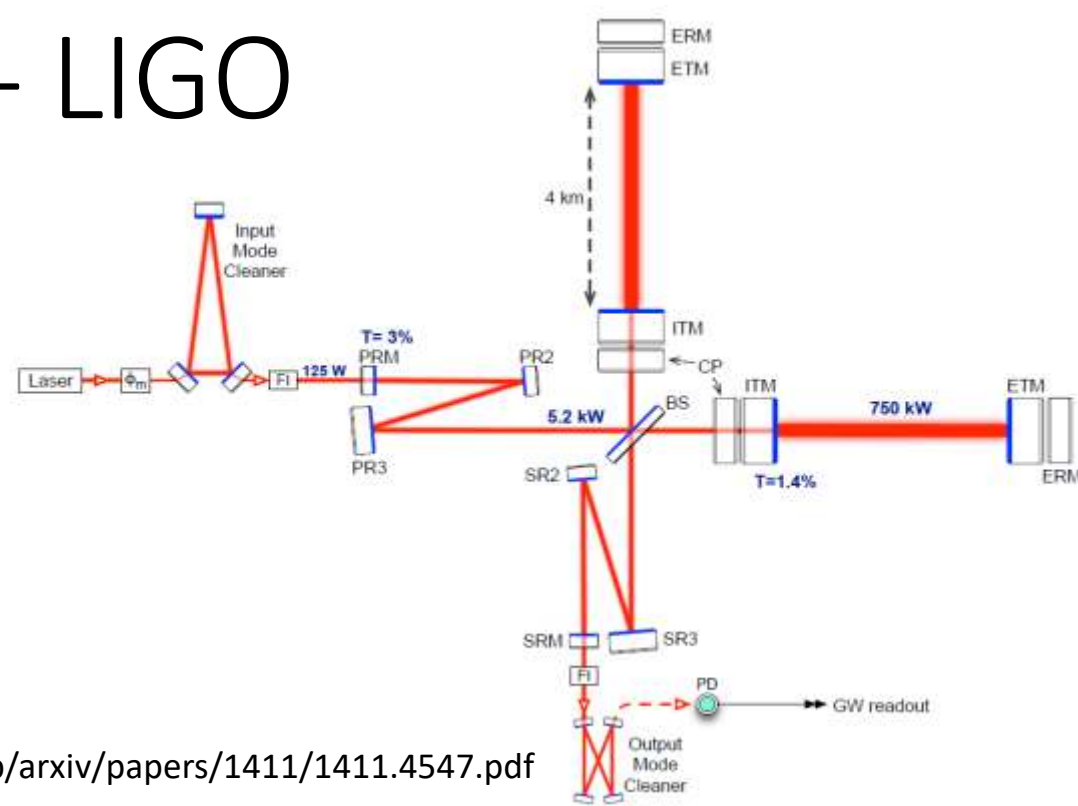 - LIGO
ERM
ETM
4 km
Input
Mode
Cleaner
ITM
T= 3%
PRM
PR2
CP
Laser
Φm
FI
125 W
ITM
ETM
BS
5.2 kW
750 kW
PR3
SR2
T=1.4%
ERM
SRM
SR3
FI
PD
GW readout
Output
Mode
Cleaner
o/arxiv/papers/1411/1411.4547.pdf